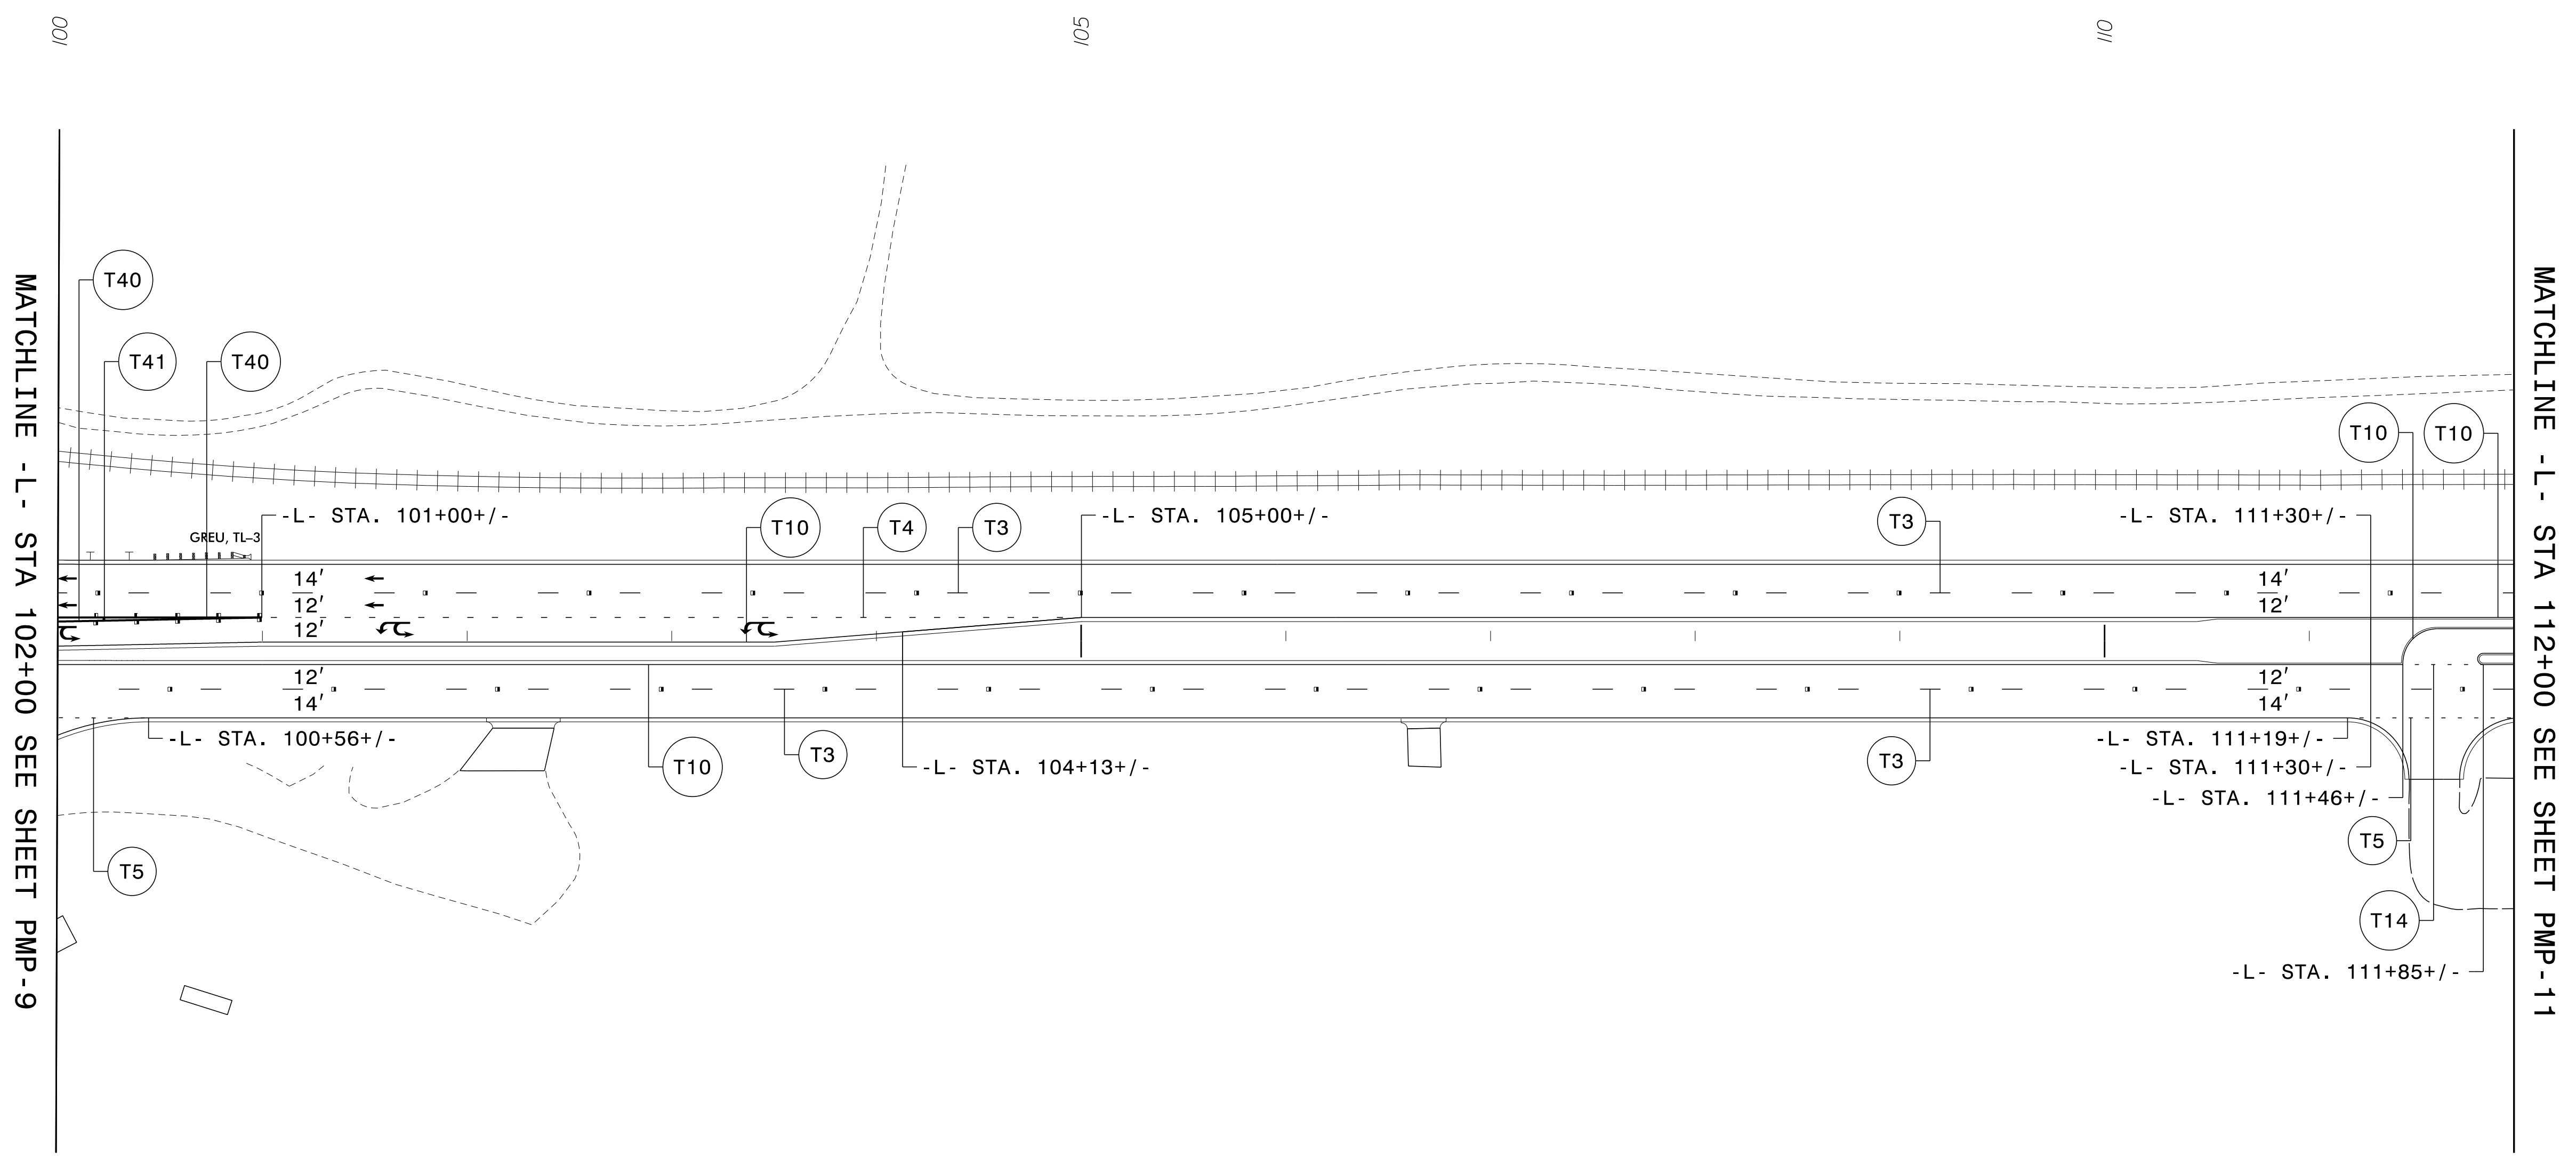 100
105
110
MATCHLINE -L- STA 102+00 SEE SHEET PMP-9
MATCHLINE -L- STA 112+00 SEE SHEET PMP-11
T40
T41
T40
T10
T10
-L- STA. 101+00+/-
T10
T4
T3
-L- STA. 105+00+/-
T3
-L- STA. 111+30+/-
GREU, TL-3
14'
12'
12'
14'
12'
12'
14'
12'
14'
-L- STA. 100+56+/-
T10
T3
-L- STA. 104+13+/-
T3
-L- STA. 111+19+/-
-L- STA. 111+30+/-
-L- STA. 111+46+/-
T5
T5
T14
-L- STA. 111+85+/-